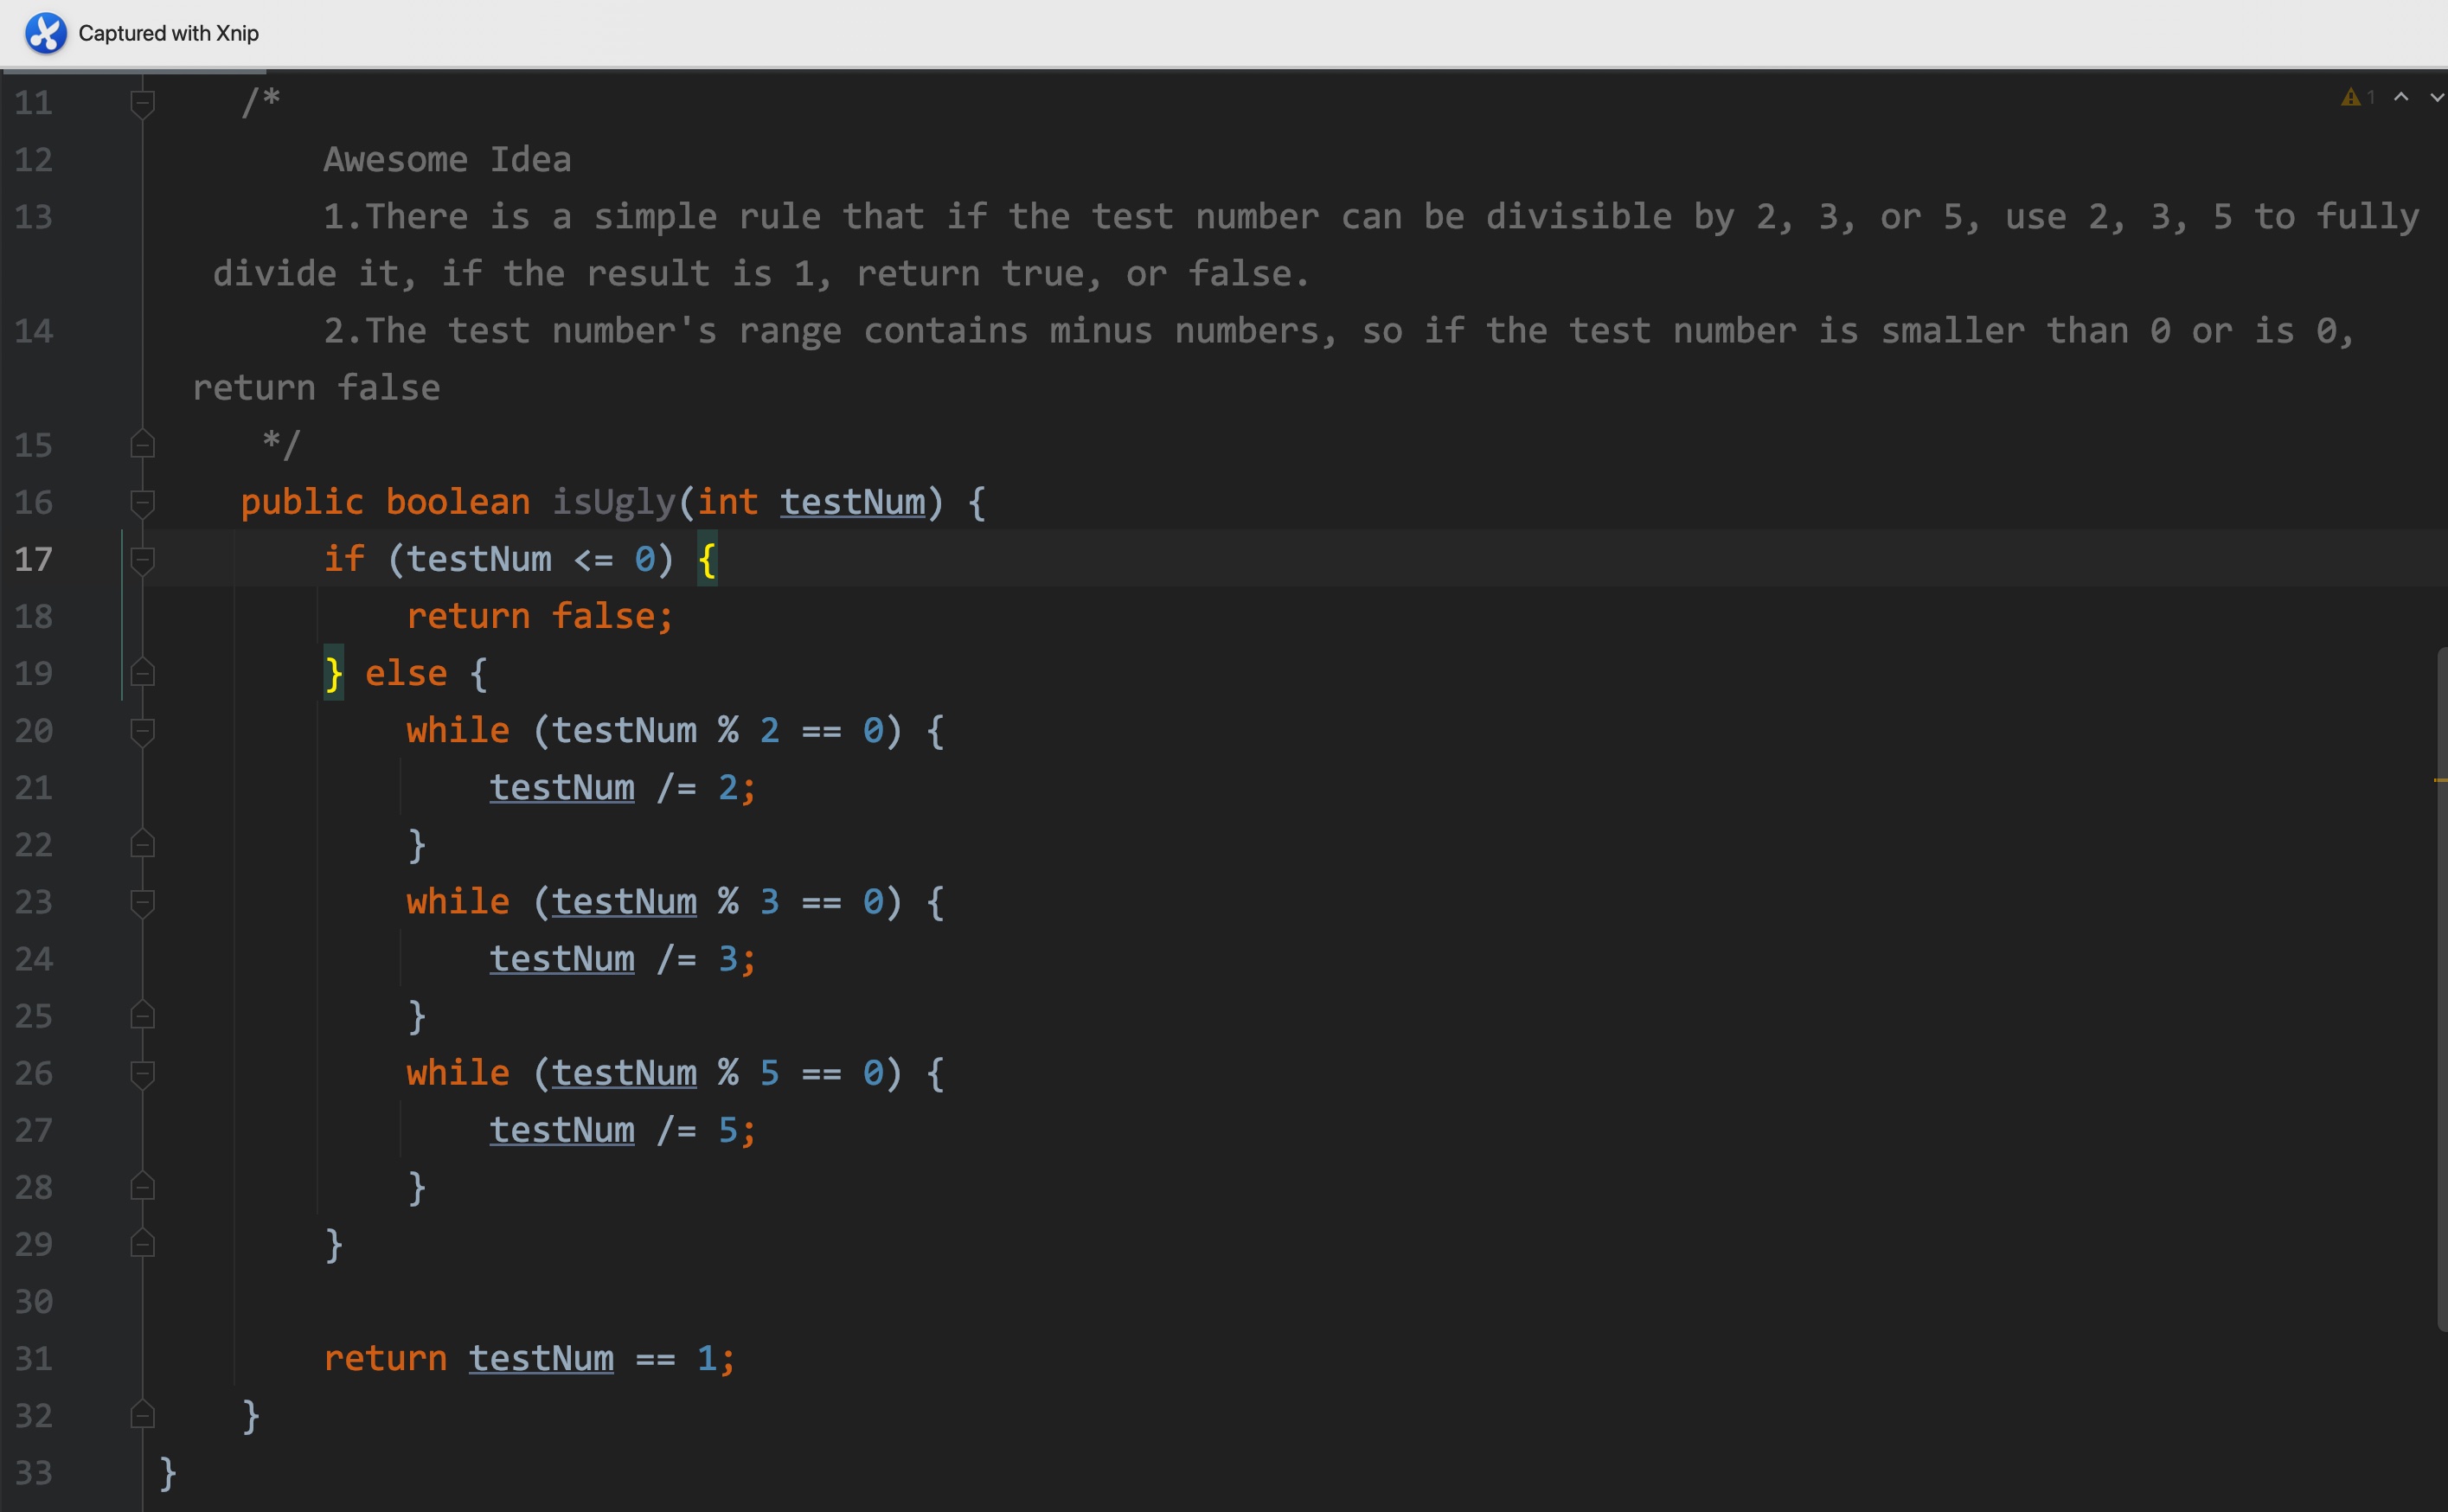 Captured with Xnip
1
11 /*
12 Awesome Idea
13 1.There is a simple rule that if the test number can be divisible by 2, 3, or 5, use 2, 3, 5 to fully
divide it, if the result is 1, return true, or false.
14 2.The test number's range contains minus numbers, so if the test number is smaller than 0 or is 0,
return false
15 */
16 public boolean isUgly(int testNum) {
17 if (testNum <= 0) {
18 return false;
19 } else {
20 while (testNum % 2 == 0) {
21 testNum /= 2;
22 }
23 while (testNum % 3 == 0) {
24 testNum /= 3;
25 }
26 while (testNum % 5 == 0) {
27 testNum /= 5;
28 }
29 }
30
31 return testNum == 1;
32 }
33 }